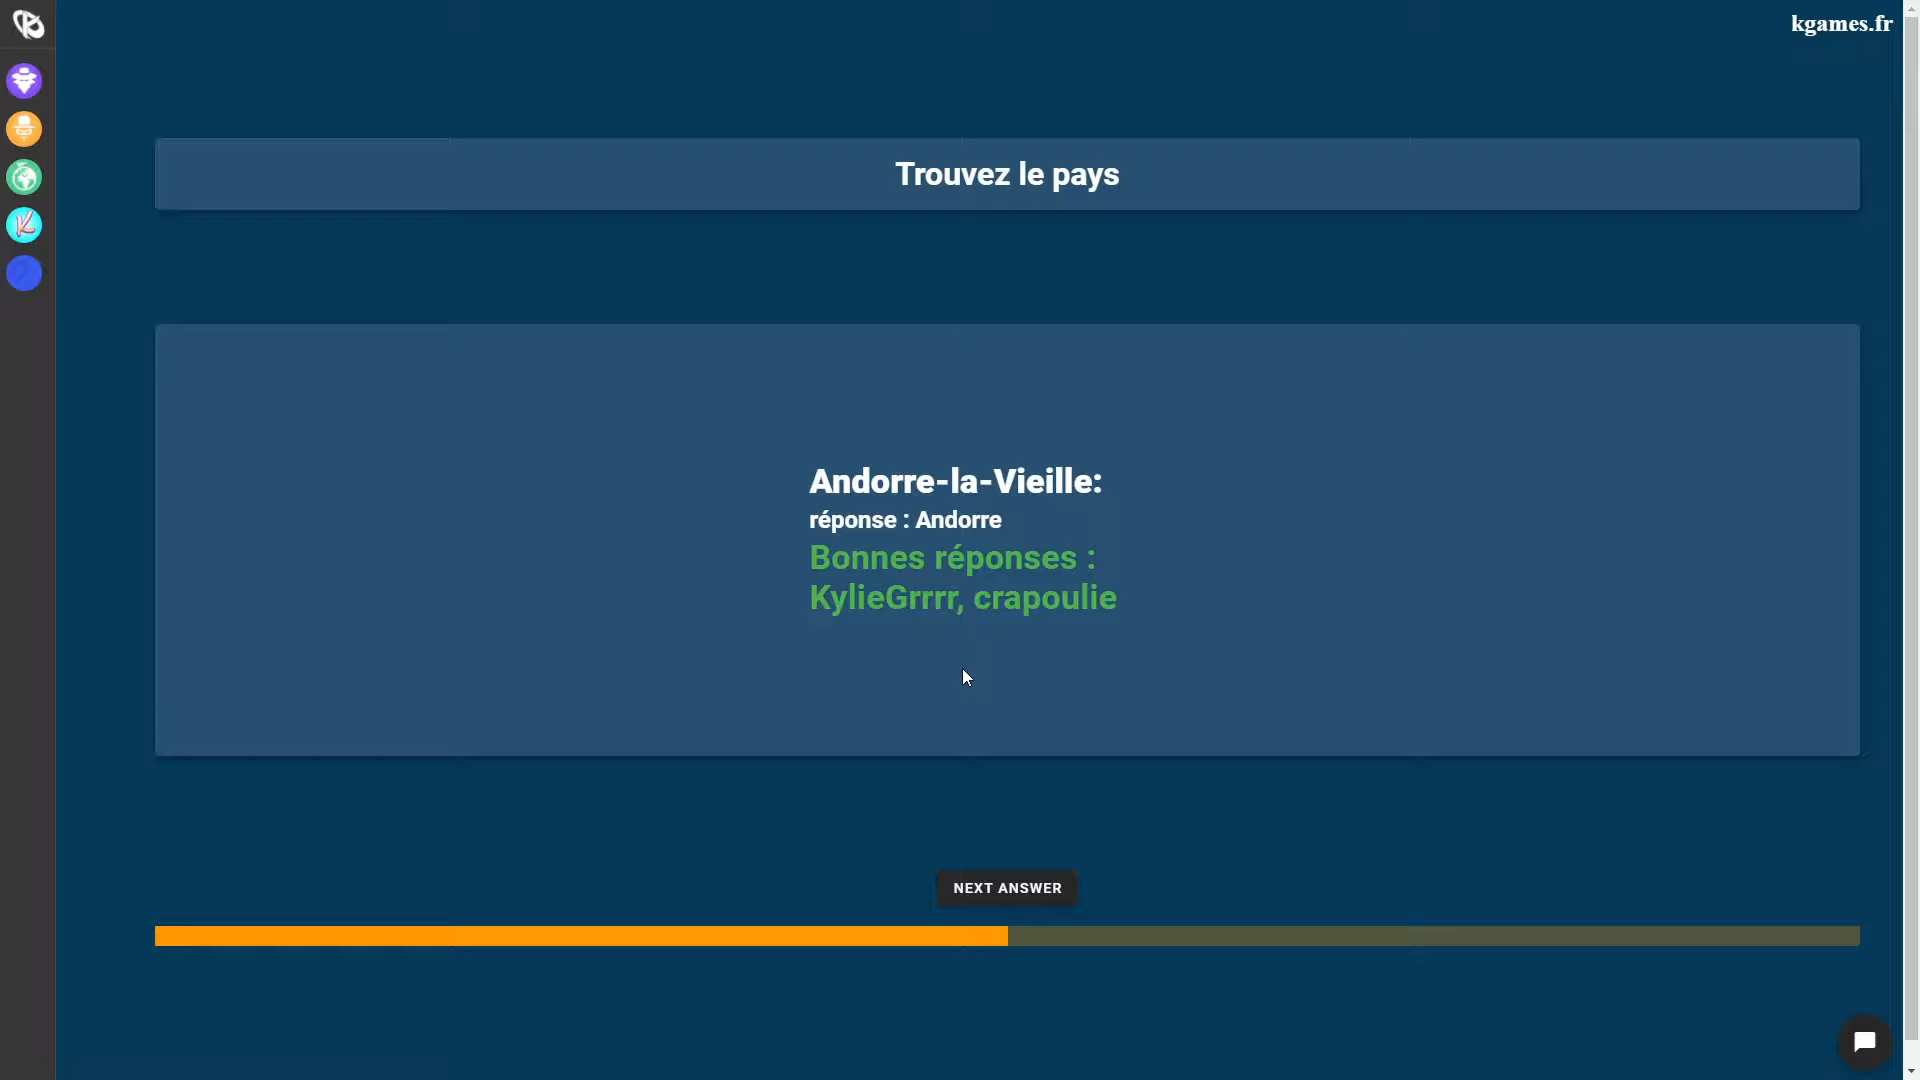 kgames.fr
Trouvez le pays
Andorre-la-Vieille:
réponse : Andorre
Bonnes réponses :
KylieGrrrr, crapoulie
NEXT ANSWER